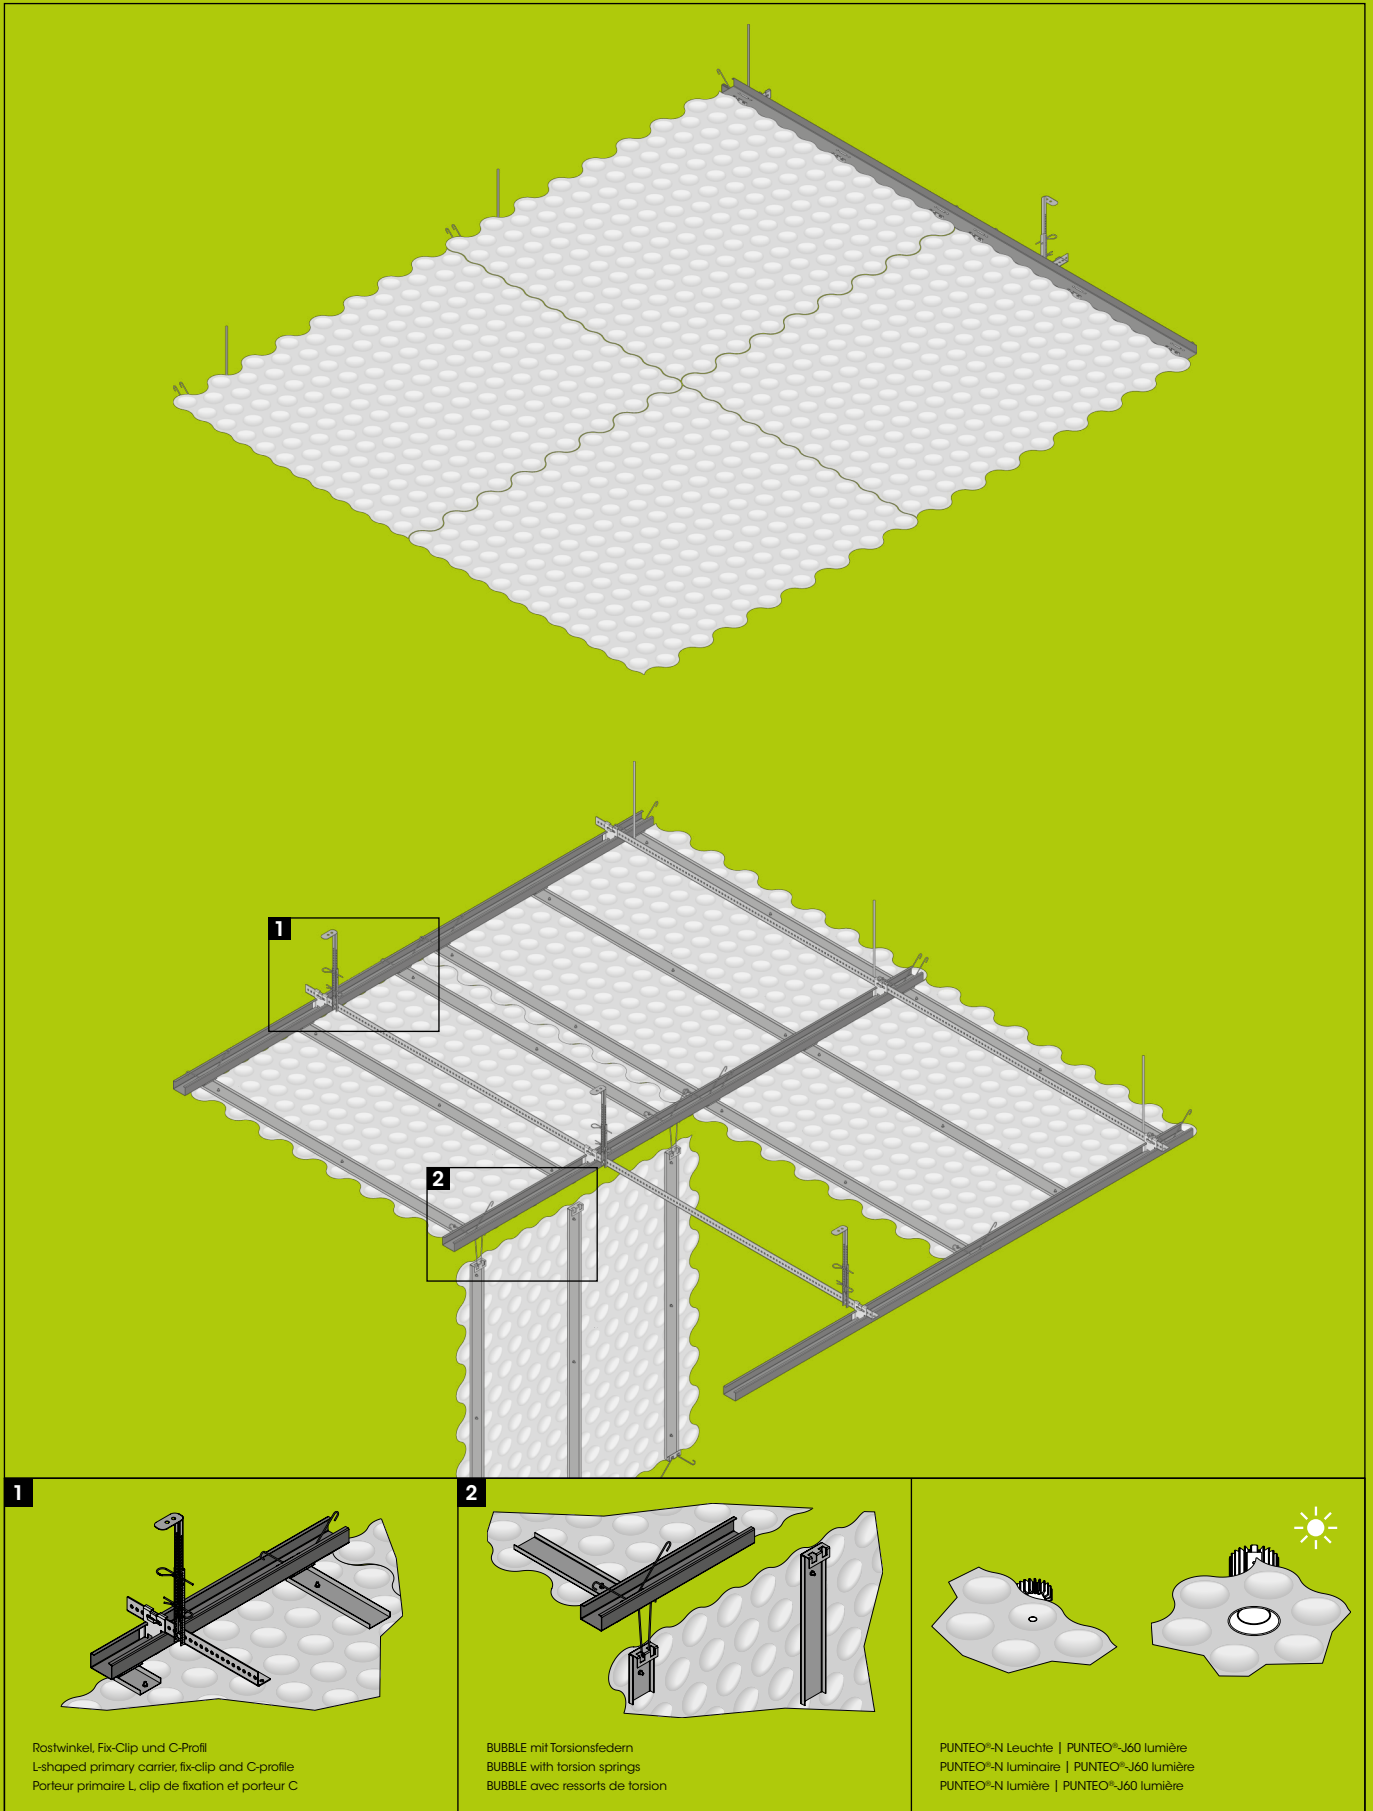 1
2
1
2
Rostwinkel, Fix-Clip und C-Profil
L-shaped primary carrier, fix-clip and C-profile
Porteur primaire L, clip de fixation et porteur C
BUBBLE mit Torsionsfedern
BUBBLE with torsion springs
BUBBLE avec ressorts de torsion
PUNTEO®-N Leuchte | PUNTEO®-J60 lumière
PUNTEO®-N luminaire | PUNTEO®-J60 lumière
PUNTEO®-N lumière | PUNTEO®-J60 lumière